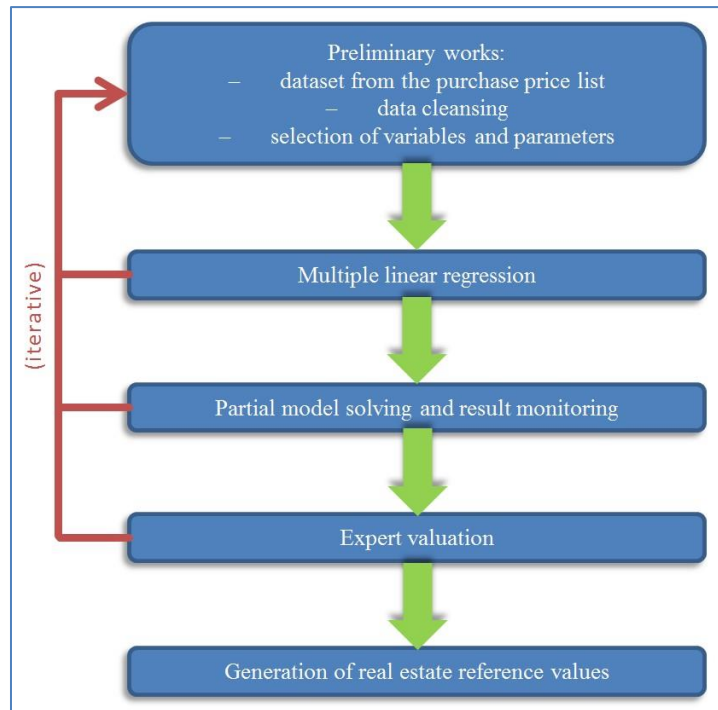 Preliminary works:
– dataset from the purchase price list
– data cleansing
– selection of variables and parameters
Multiple linear regression
(iterative)
Partial model solving and result monitoring
Expert valuation
Generation of real estate reference values